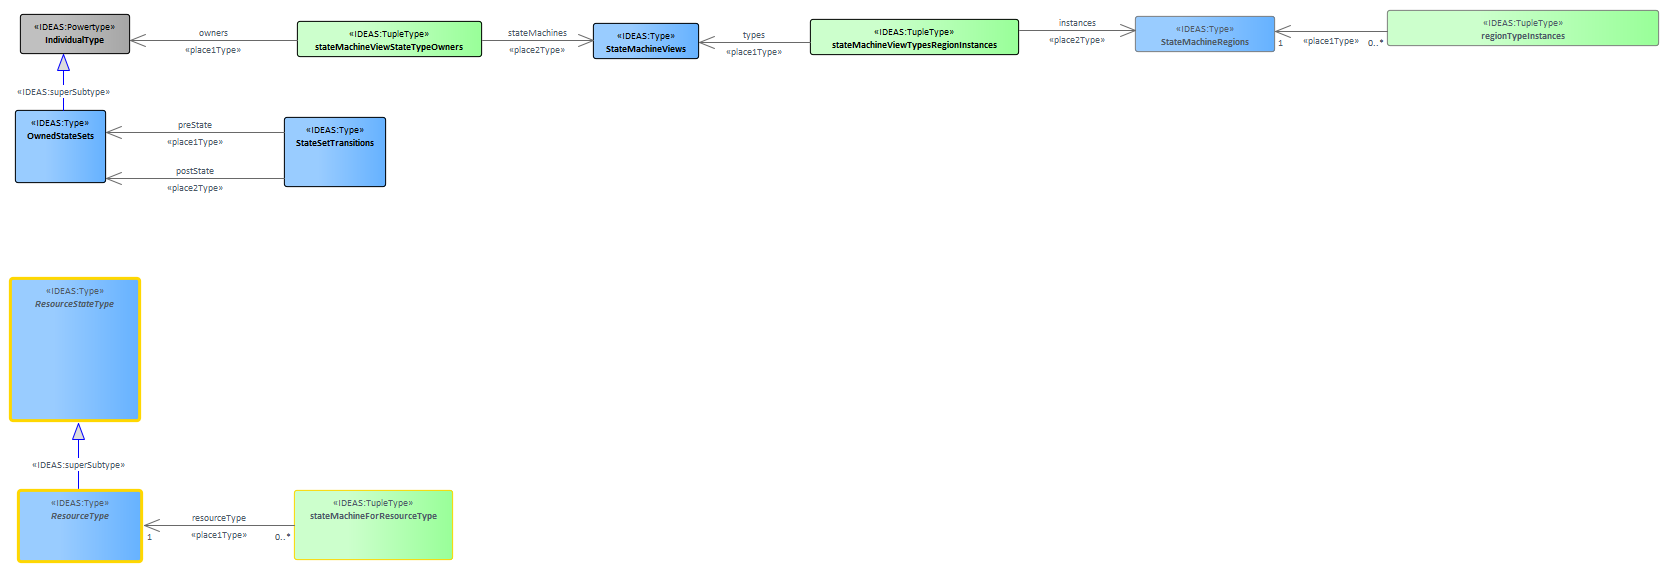 «IDEAS:Powertype»
IndividualType
owners
«place1Type»
«IDEAS:TupleType»
stateMachineViewStateTypeOwners
stateMachines
«place2Type»
«IDEAS:Type»
StateMachineViews
types
«place1Type»
«IDEAS:TupleType»
stateMachineViewTypesRegionInstances
instances
«place2Type»
«IDEAS:Type»
StateMachineRegions
1
«place1Type»
0..*
«IDEAS:TupleType»
regionTypeInstances
«IDEAS:superSubtype»
«IDEAS:Type»
OwnedStateSets
preState
«place1Type»
postState
«place2Type»
«IDEAS:Type»
StateSetTransitions
«IDEAS:Type»
ResourceStateType
«IDEAS:superSubtype»
«IDEAS:Type»
ResourceType
resourceType
1
«place1Type»
0..*
«IDEAS:TupleType»
stateMachineForResourceType